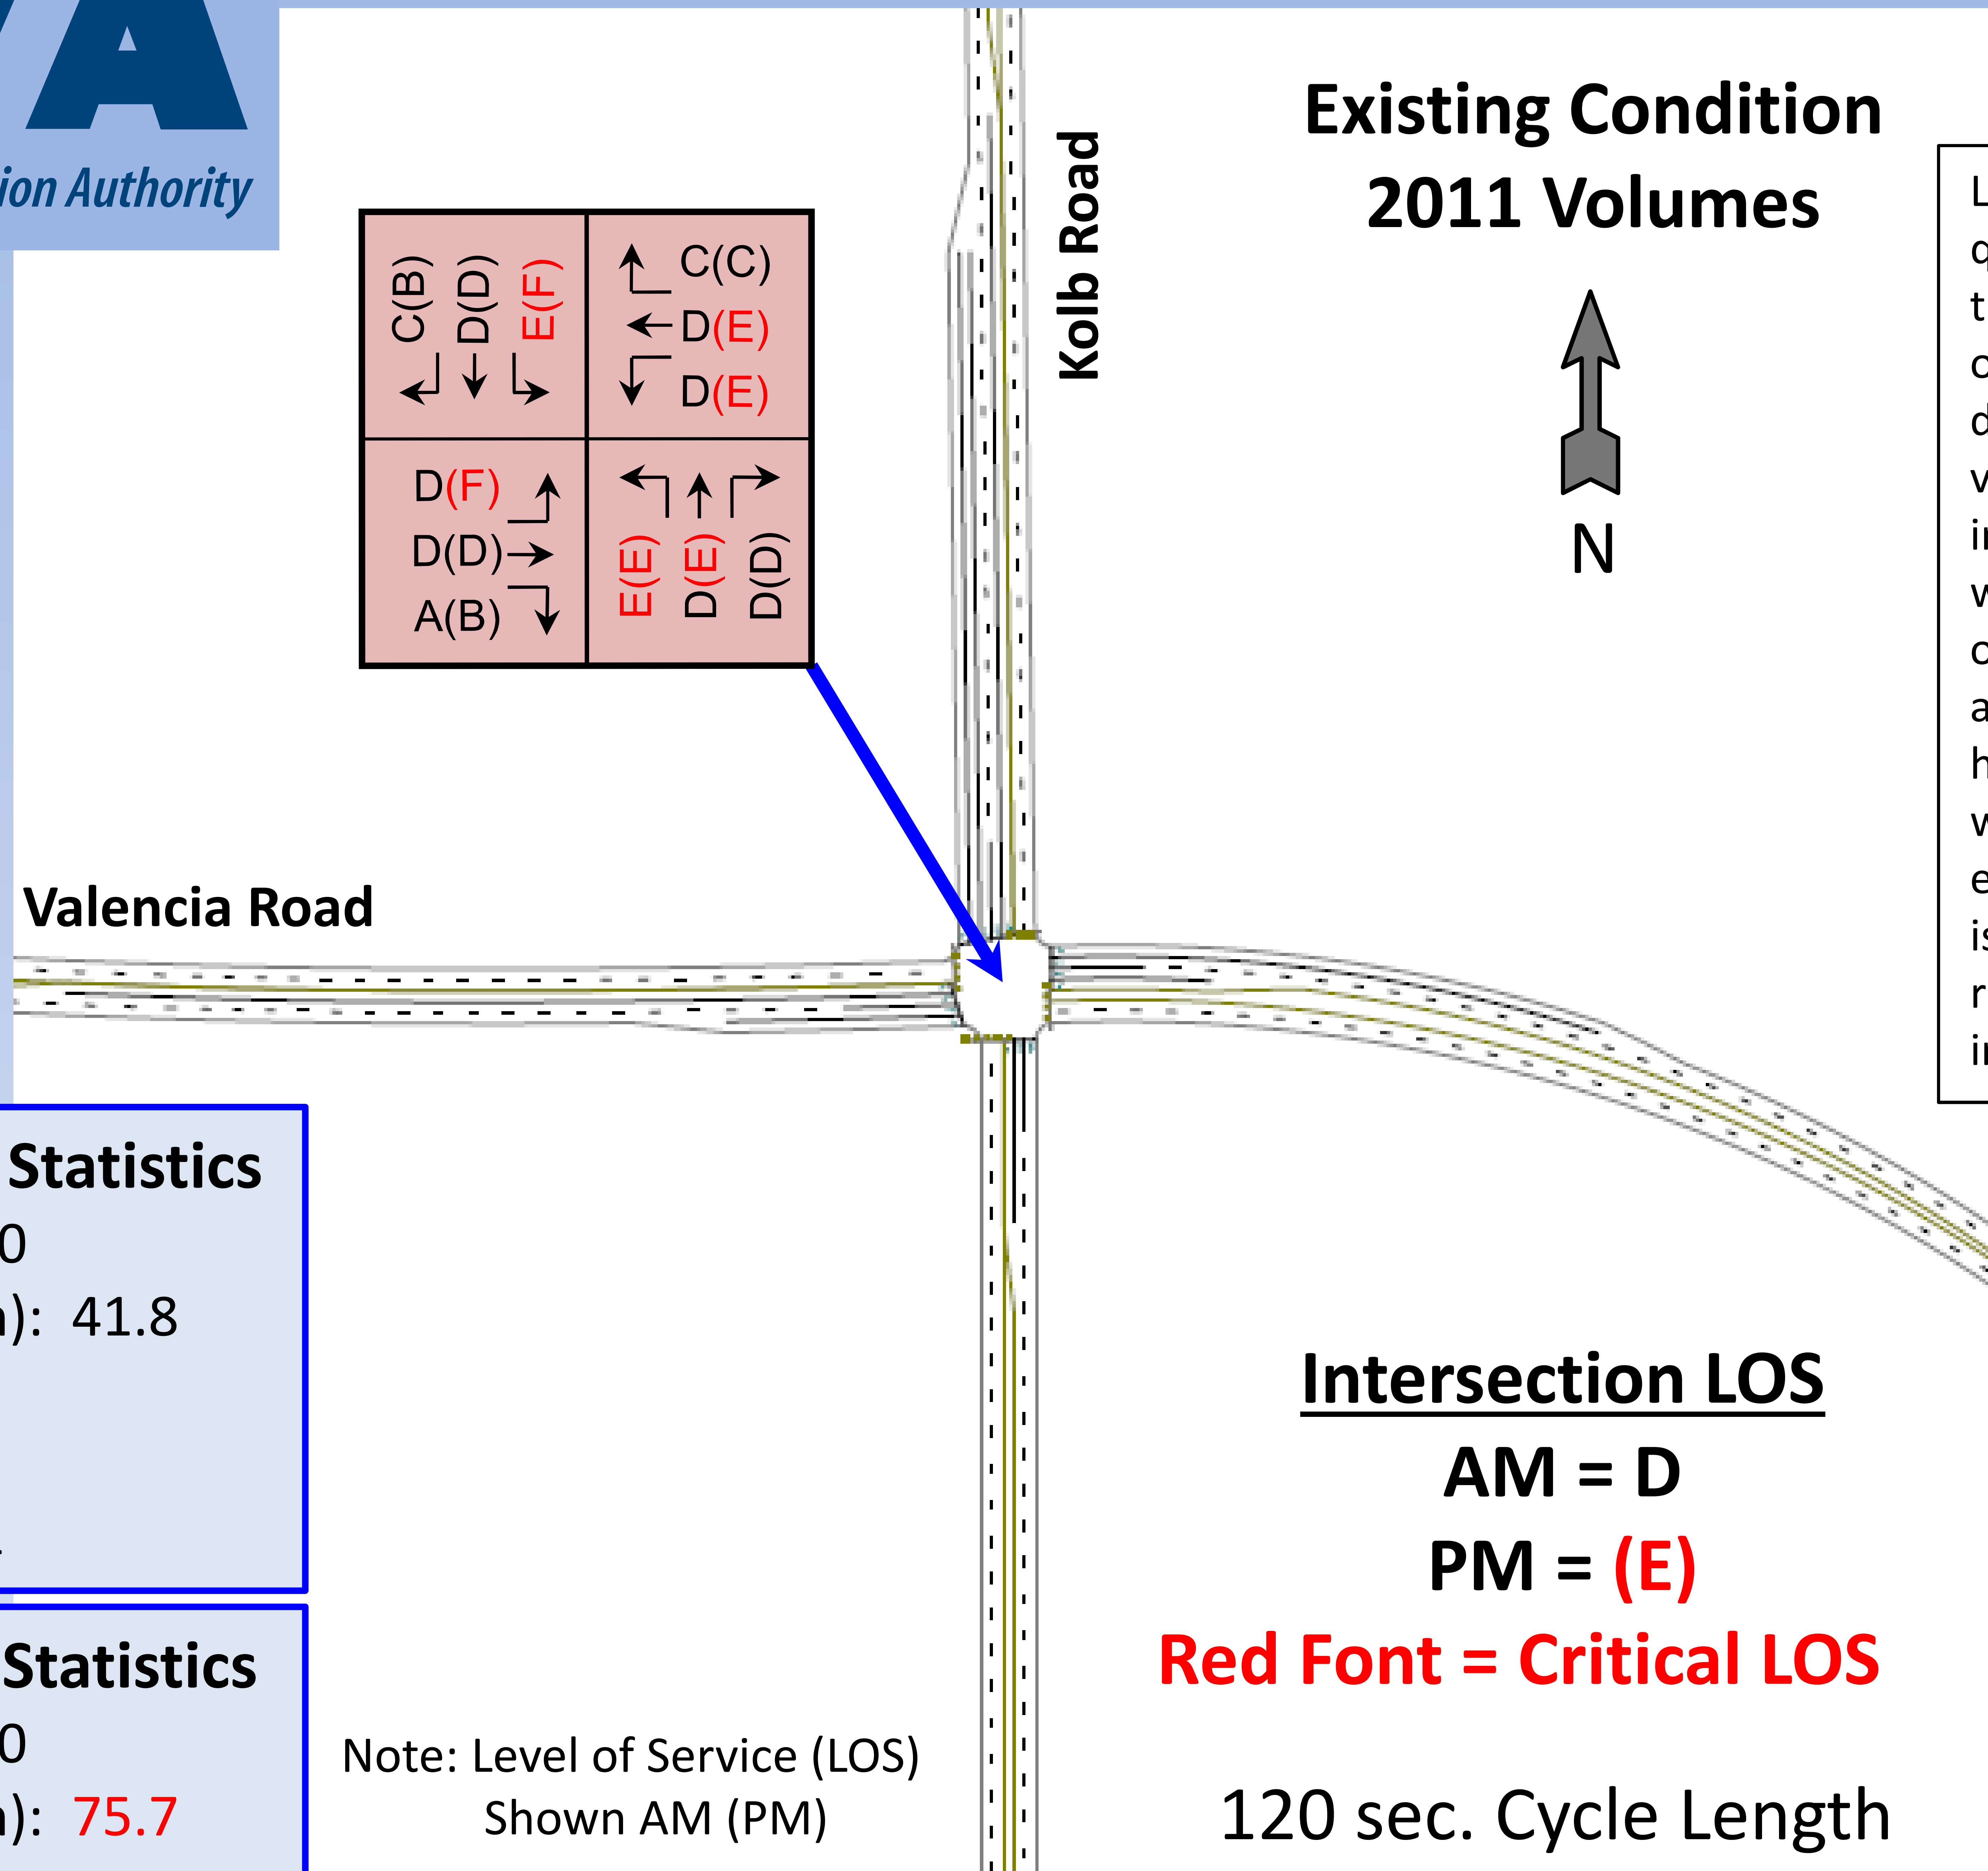 Authority
Existing Condition
2011 Volumes
Kolb Road
N
C(B)
D(D)
E(F)
C(C)
D(E)
D(E)
D(F)
D(D)
A(B)
E(E)
D(E)
D(D)
Valencia Road
Statistics
0
): 41.8
Statistics
0
): 75.7
Intersection LOS
AM = D
PM = (E)
Red Font = Critical LOS
120 sec. Cycle Length
Note: Level of Service (LOS)
Shown AM (PM)